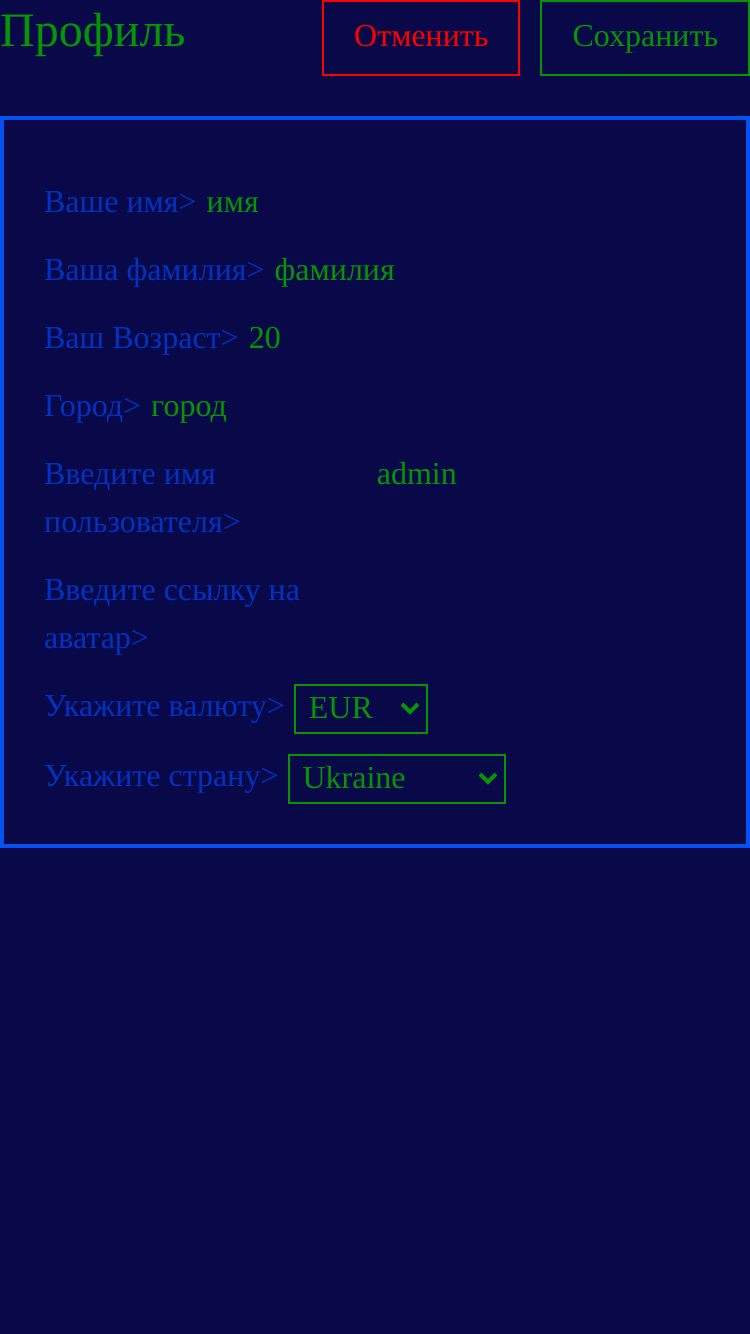 Профиль Отменить Сохранить
Ваше имя> имя
Ваша фамилия> фамилия
Ваш Возраст> 20
Город> город
Введите имя admin
пользователя>
Введите ссылку на
аватар>
Укажите валюту> EUR
Укажите страну> Ukraine